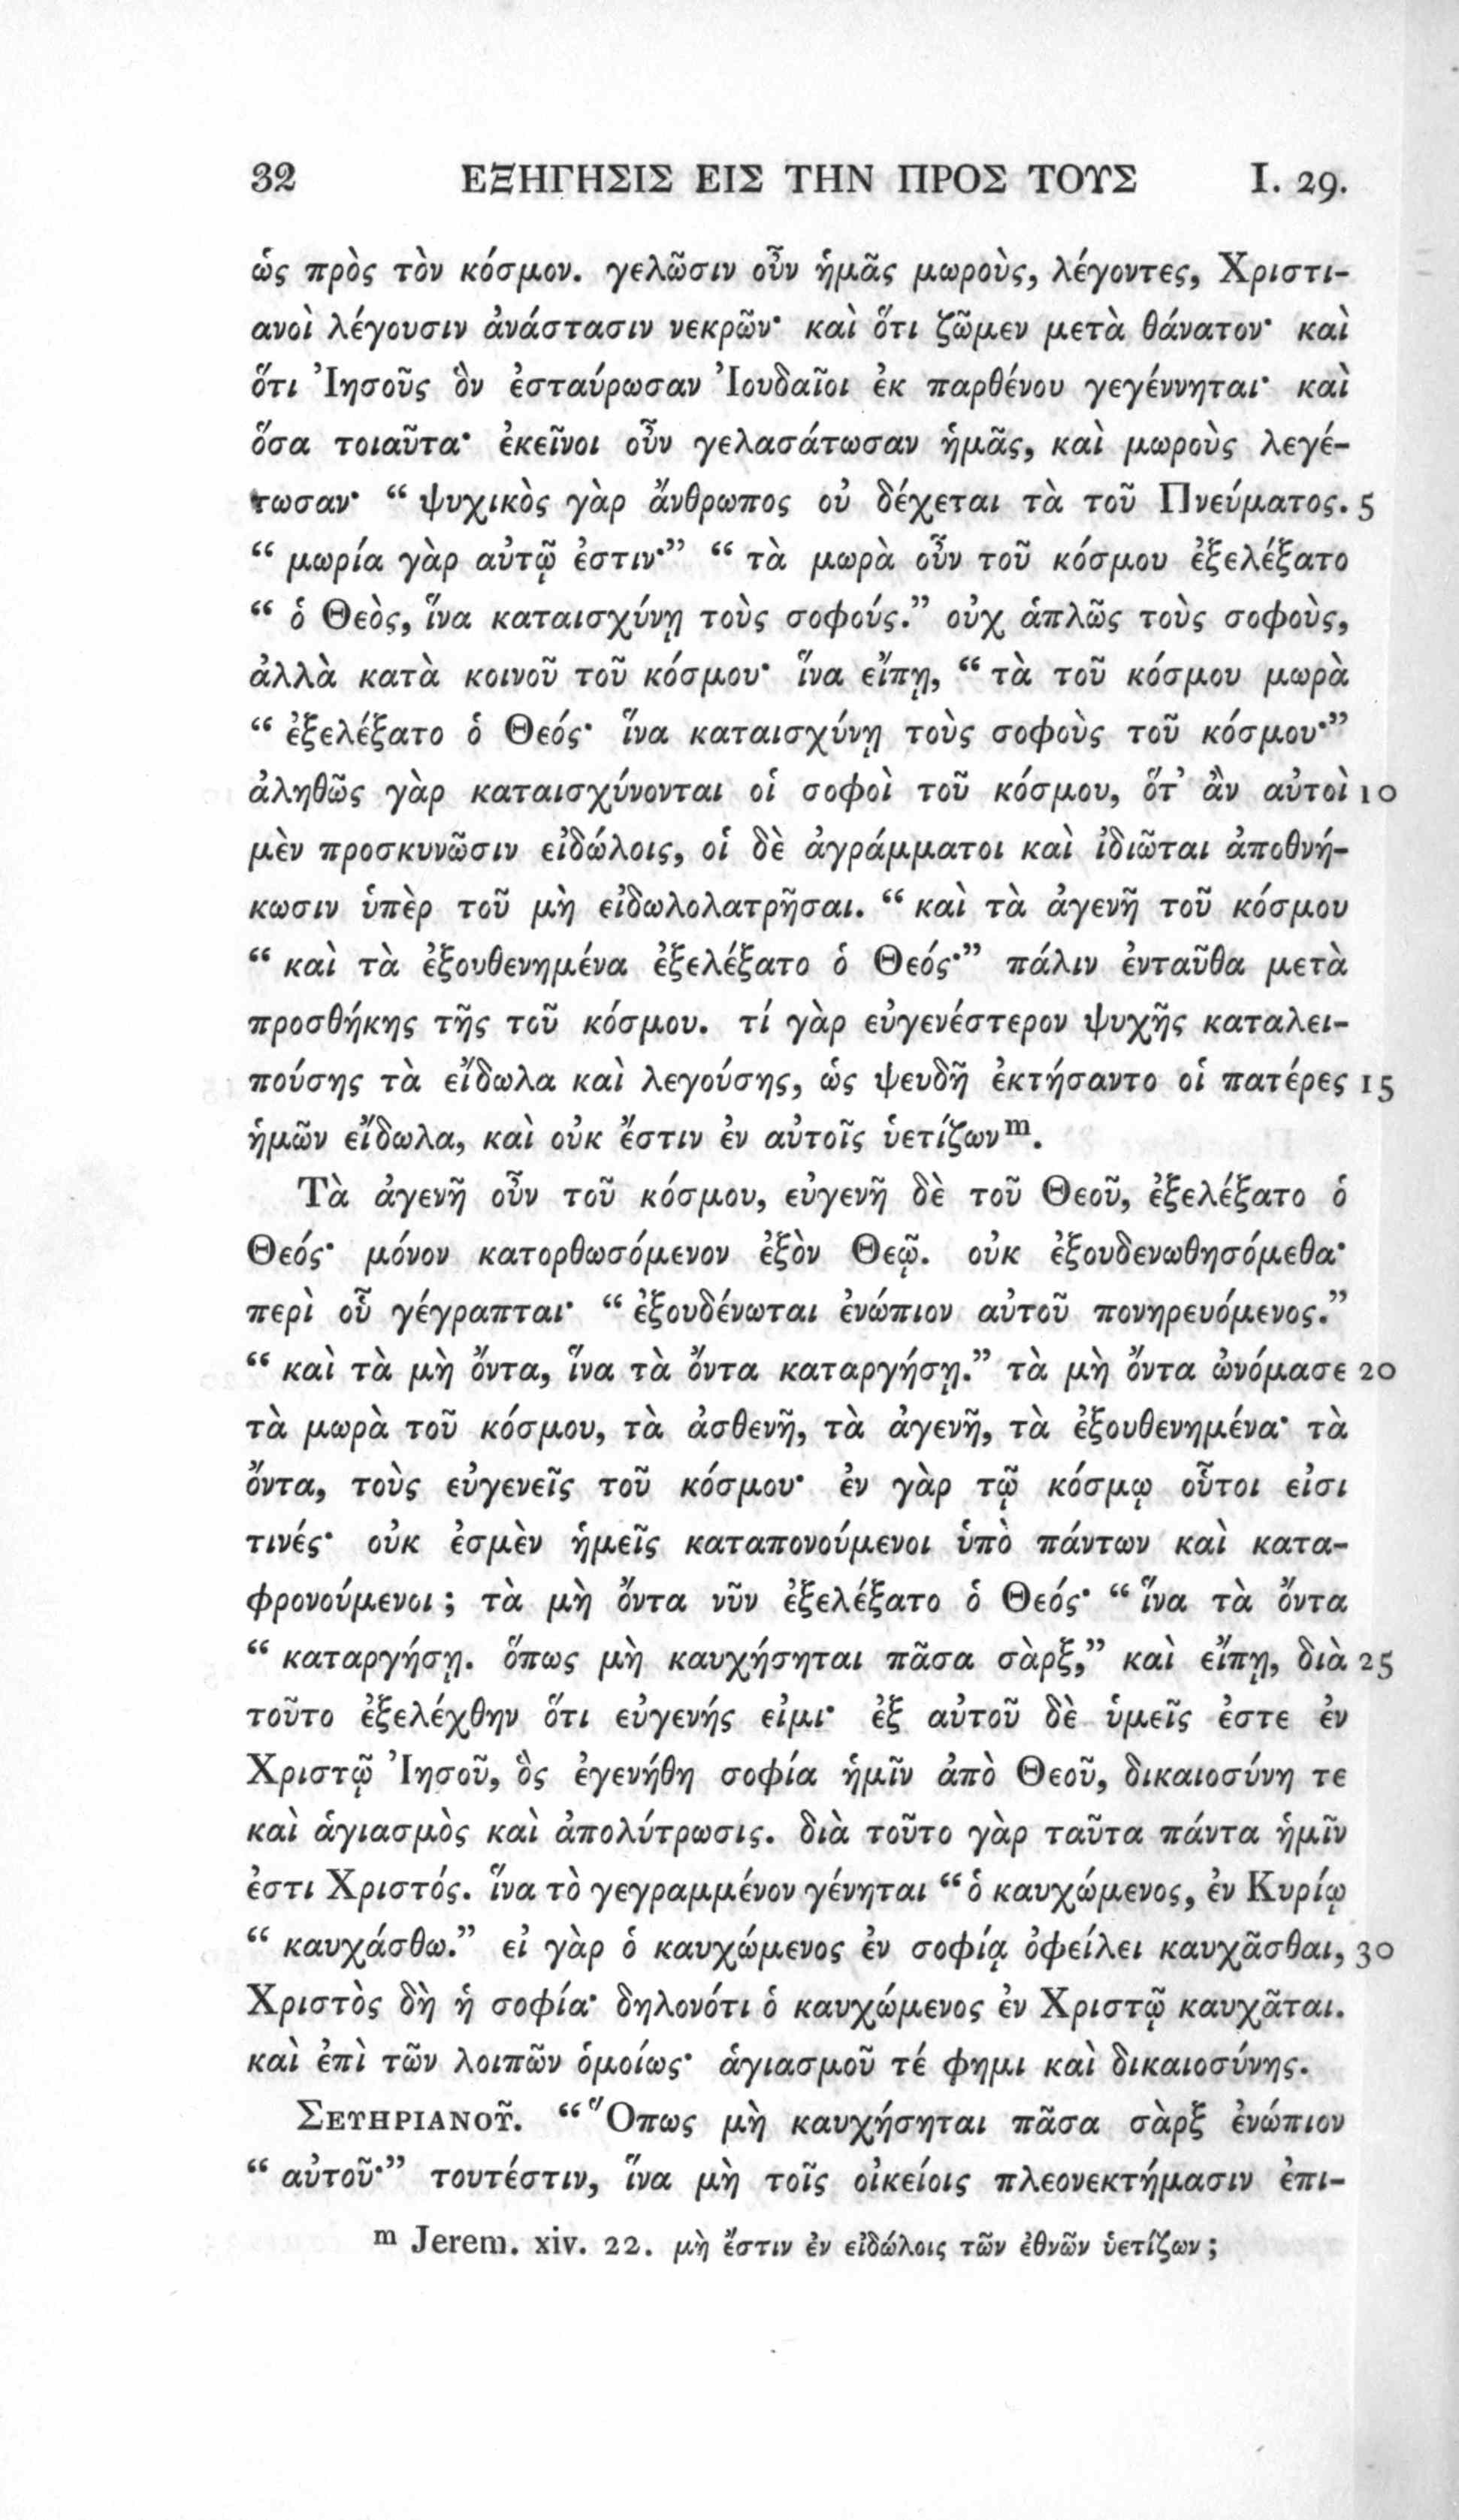 32 ΕΞΗΓΗΣΙΣ ΕΙΣ ΤΗΝ ΠΡΟΣ ΤΟΥΣ I. 29.
ὡς πρὸς τὸν κόσμον. γελῶσιν οὖν ἡμᾶς μωροὺς, λέγοντες, Χριστι-
ανοὶ λέγουσιν ἀνάστασιν νεκρῶν· καὶ ὅτι ζῶμεν μετὰ θάνατον· καὶ
ὅτι Ἰησοῦς ὃν ἐσταύρωσαν Ἰουδαῖοι ἐκ παρθένου γεγέννηται· καὶ
ὅσα τοιαῦτα· ἐκεῖνοι οὖν γελασάτωσαν ἡμᾶς, καὶ μωροὺς λεγέ-
τωσαν· “ ψυχικὸς γὰρ ἄνθρωπος οὐ δέχεται τὰ τοῦ Πνεύματος. 5
“ μωρία γὰρ αὐτῷ ἐστιν·” “ τὰ μωρὰ οὖν τοῦ κόσμου ἐξελέξατο
“ ὁ Θεὸς, ἵνα καταισχύνῃ τοὺς σοφούς.” οὐχ ἁπλῶς τοὺς σοφοὺς,
ἀλλὰ κατὰ κοινοῦ τοῦ κόσμου· ἵνα εἴπῃ, “ τὰ τοῦ κόσμου μωρὰ
“ ἐξελέξατο ὁ Θεός· ἵνα καταισχύνῃ τοὺς σοφοὺς τοῦ κόσμου·”
ἀληθῶς γὰρ καταισχύνονται οἱ σοφοὶ τοῦ κόσμου, ὅτ’ ἂν αὐτοὶ 10
μὲν προσκυνῶσιν εἰδώλοις, οἱ δὲ ἀγράμματοι καὶ ἰδιῶται ἀποθνή-
κωσιν ὑπὲρ τοῦ μὴ εἰδωλολατρῆσαι. “ καὶ τὰ ἀγενῆ τοῦ κόσμου
“ καὶ τὰ ἐξουθενημένα ἐξελέξατο ὁ Θεός·” πάλιν ἐνταῦθα μετὰ
προσθήκης τῆς τοῦ κόσμου. τί γὰρ εὐγενέστερον ψυχῆς καταλει-
πούσης τὰ εἴδωλα καὶ λεγούσης, ὡς ψευδῆ ἐκτήσαντο οἱ πατέρες 15
ἡμῶν εἴδωλα, καὶ οὐκ ἔστιν ἐν αὐτοῖς ὑετίζων m.
Τὰ ἀγενῆ οὖν τοῦ κόσμου, εὐγενῆ δὲ τοῦ Θεοῦ, ἐξελέξατο ὁ
Θεός· μόνον κατορθωσόμενον ἐξὸν Θεῷ. οὐκ ἐξουδενωθησόμεθα·
περὶ οὗ γέγραπται· “ ἐξουδένωται ἐνώπιον αὐτοῦ πονηρευόμενος.”
“ καὶ τὰ μὴ ὄντα, ἵνα τὰ ὄντα καταργήσῃ.” τὰ μὴ ὄντα ὠνόμασε 20
τὰ μωρὰ τοῦ κόσμου, τὰ ἀσθενῆ, τὰ ἀγενῆ, τὰ ἐξουθενημένα· τὰ
ὄντα, τοὺς εὐγενεῖς τοῦ κόσμου· ἐν γὰρ τῷ κόσμῳ οὗτοι εἰσι
τινές· οὐκ ἐσμὲν ἡμεῖς καταπονούμενοι ὑπὸ πάντων καὶ κατα-
φρονούμενοι ; τὰ μὴ ὄντα νῦν ἐξελέξατο ὁ Θεός· “ ἵνα τὰ ὄντα
“ καταργήσῃ. ὅπως μὴ καυχήσηται πᾶσα σὰρξ,” καὶ εἴπῃ, διὰ 25
τοῦτο ἐξελέχθην ὅτι εὐγενής εἰμι· ἐξ αὐτοῦ δὲ ὑμεῖς ἐστε ἐν
Χριστῷ Ἰησοῦ, ὃς ἐγενήθη σοφία ἡμῖν ἀπὸ Θεοῦ, δικαιοσύνη τε
καὶ ἁγιασμὸς καὶ ἀπολύτρωσις. διὰ τοῦτο γὰρ ταῦτα πάντα ἡμῖν
ἐστι Χριστός. ἵνα τὸ γεγραμμένον γένηται “ ὁ καυχώμενος, ἐν Κυρίῳ
“ καυχάσθω.” εἰ γὰρ ὁ καυχώμενος ἐν σοφίᾳ ὀφείλει καυχᾶσθαι, 30
Χριστὸς δὴ ἡ σοφία· δηλονότι ὁ καυχώμενος ἐν Χριστῷ καυχᾶται.
καὶ ἐπὶ τῶν λοιπῶν ὁμοίως· ἁγιασμοῦ τέ φημι καὶ δικαιοσύνης.
ΣΕΥΗΡΙΑΝΟῦ. “ Ὅπως μὴ καυχήσηται πᾶσα σὰρξ ἐνώπιον
“ αὐτοῦ·” τουτέστιν, ἵνα μὴ τοῖς οἰκείοις πλεονεκτήμασιν ἐπι-
m Jerem. xiv. 22. μὴ ἔστιν ἐν εἰδώλοις τῶν ἐθνῶν ὑετίζων ;